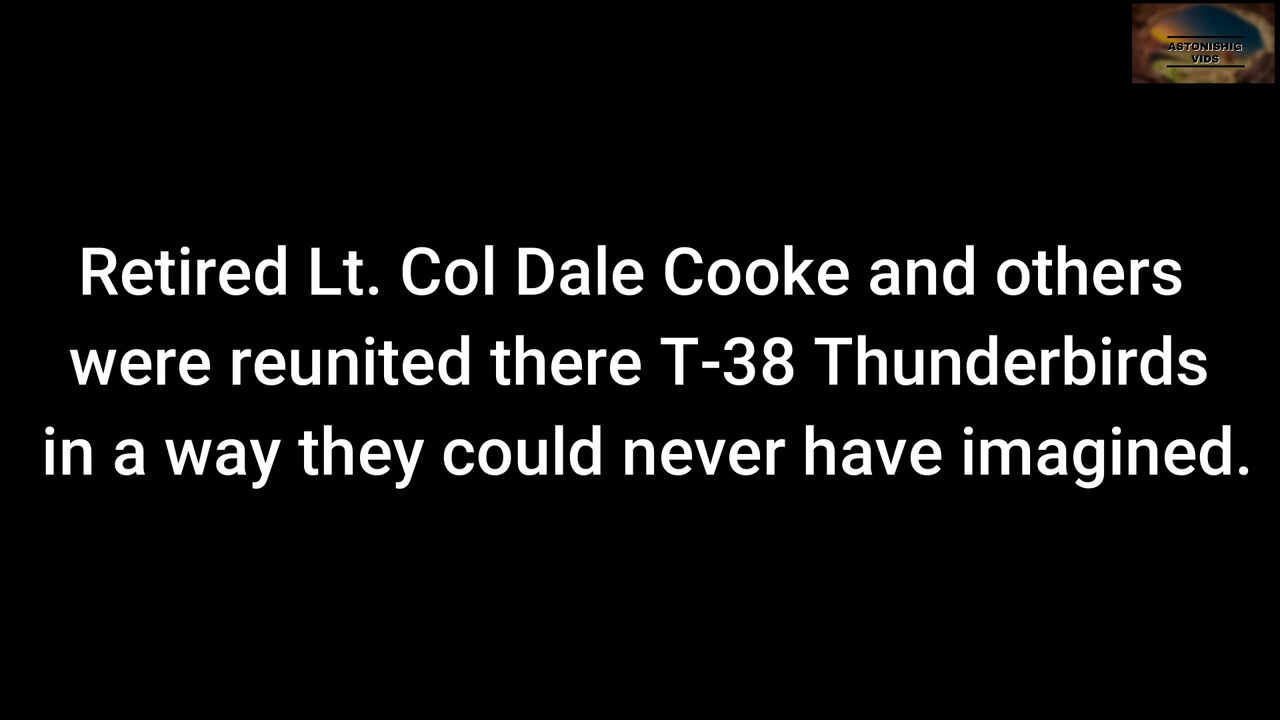 ASTONISHIG
VIDS
Retired Lt. Col Dale Cooke and others
were reunited there T-38 Thunderbirds
in a way they could never have imagined.